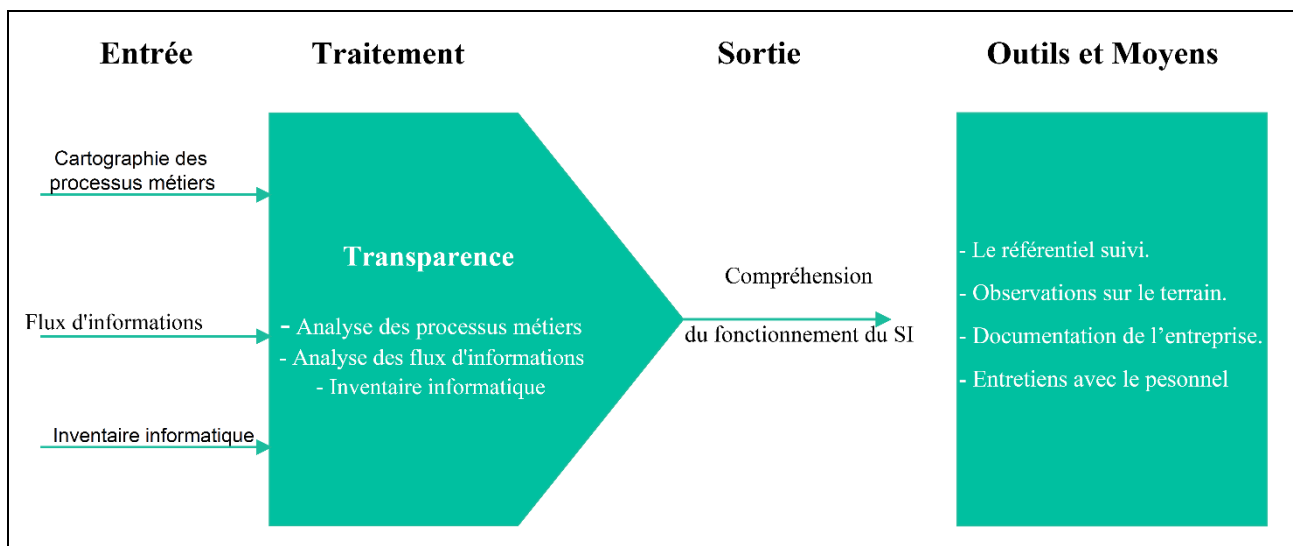 Entrée
Traitement
Sortie
Outils et Moyens
Cartographie des
processus métiers
Flux d'informations
Inventaire informatique
Transparence
- Analyse des processus métiers
- Analyse des flux d'informations
- Inventaire informatique
Compréhension
du fonctionnement du SI
- Le référentiel suivi.
- Observations sur le terrain.
- Documentation de l’entreprise.
- Entretiens avec le pesonnel